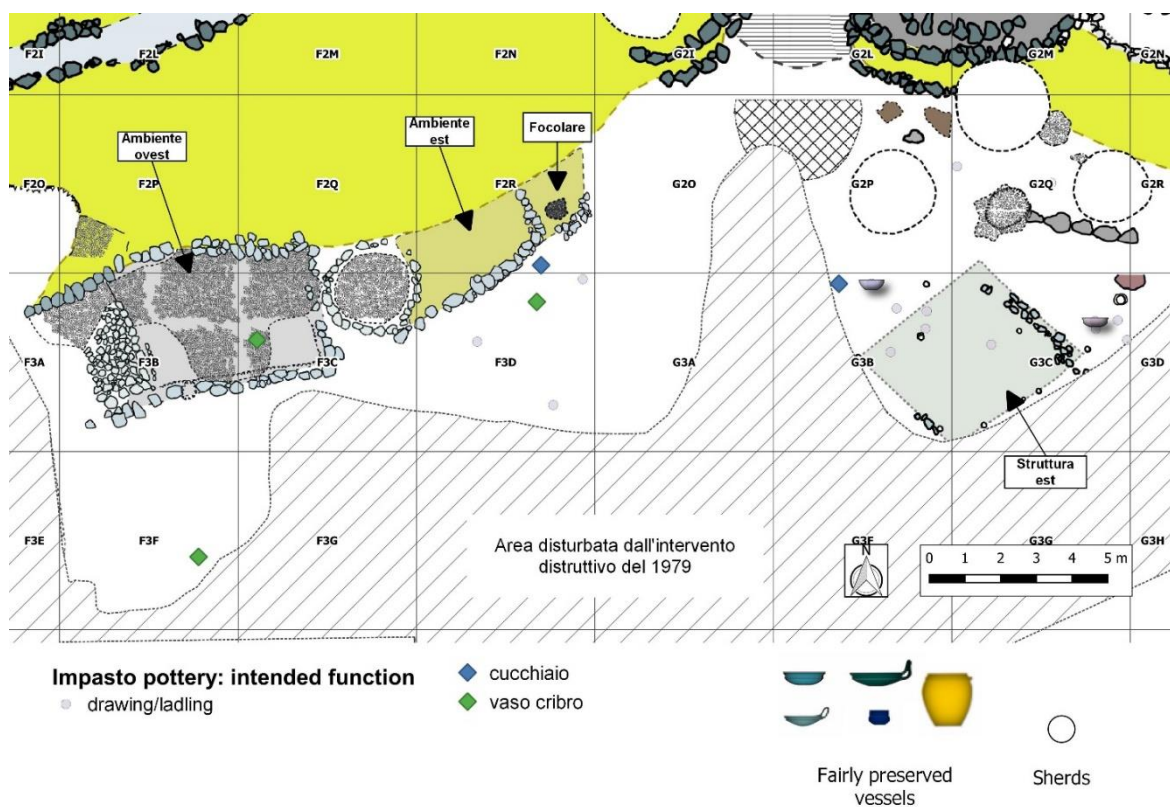 F2I
F2L
F2M
F2N
G2I
G2L
G2M
G2N
Ambiente
ovest
Ambiente
est
Focolare
F2O
F2P
F2Q
F2R
G2O
G2P
G2Q
G2R
F3A
F3B
F3C
F3D
G3A
G3B
G3C
G3D
Struttura
est
F3E
F3F
F3G
G3F
G3G
G3H
Area disturbata dall'intervento
distruttivo del 1979
N
0 1 2 3 4 5 m
Impasto pottery: intended function
drawing/ladling
cucchiaio
vaso cribro
Fairly preserved
vessels
Sherds